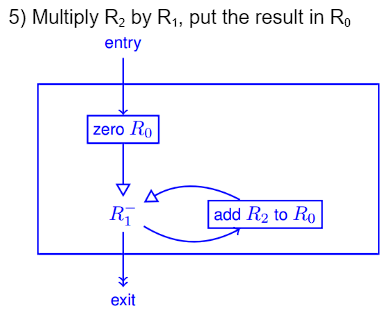 5) Multiply R₂ by R₁, put the result in R₀
entry
zero R₀
R₁⁻
add R₂ to R₀
exit